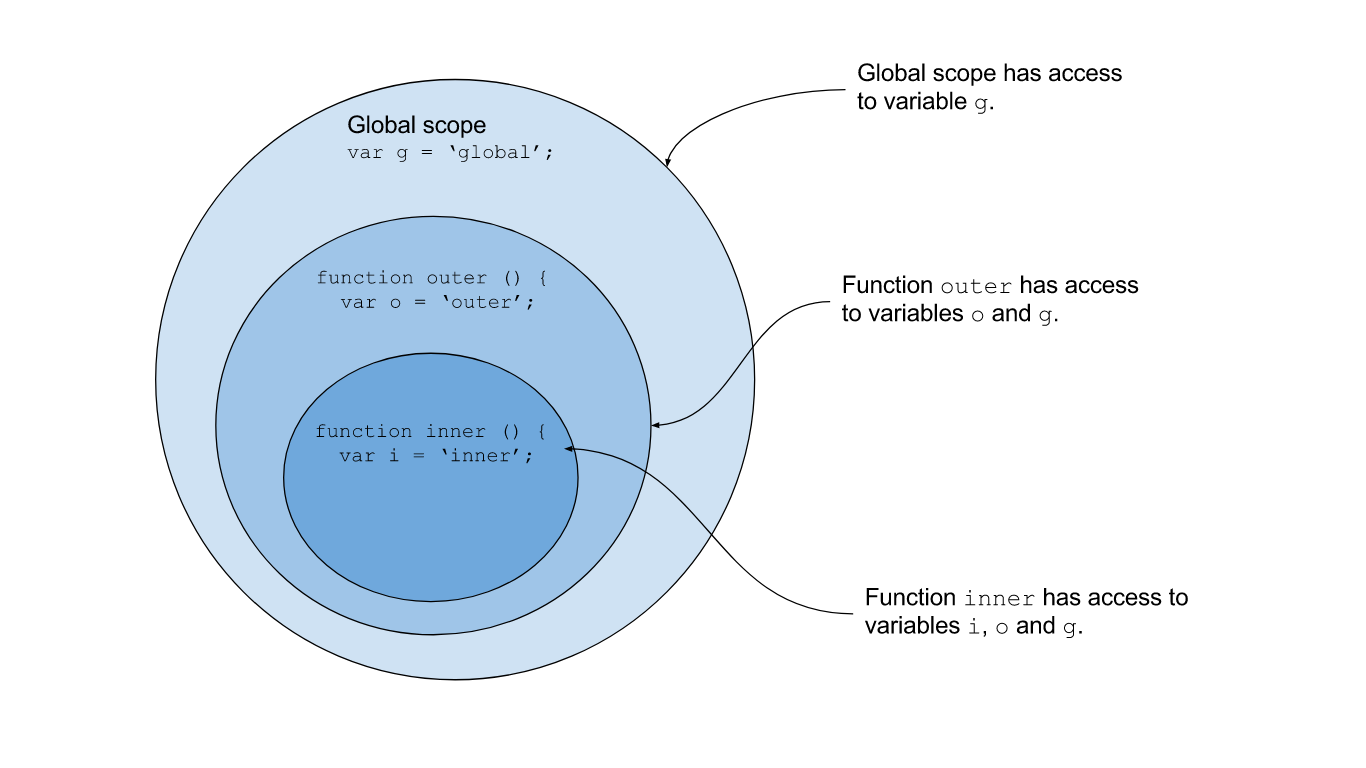 Global scope has access
to variable g.
Global scope
var g = ‘global’;
function outer () {
var o = ‘outer’;
Function outer has access
to variables o and g.
function inner () {
var i = ‘inner’;
Function inner has access to
variables i, o and g.